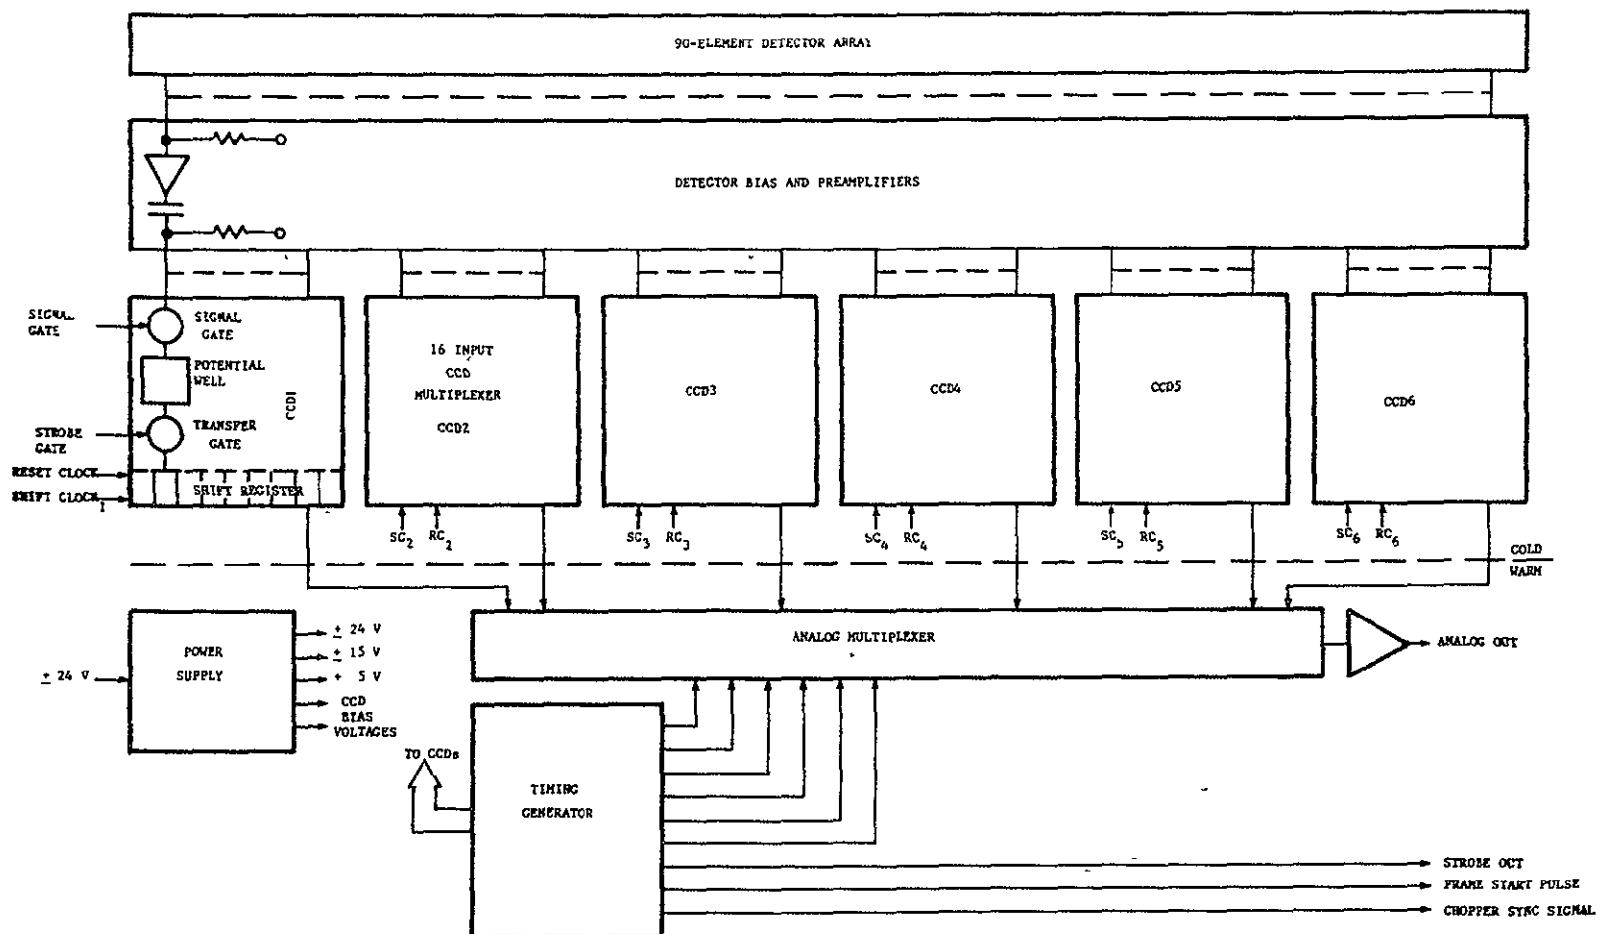 90-ELEMENT DETECTOR ARRAY
DETECTOR BIAS AND PREAMPLIFIERS
SIGNAL
GATE
SIGNAL
GATE
POTENTIAL
WELL
CCD1
STROBE
GATE
TRANSFER
GATE
RESET CLOCK
SHIFT CLOCK
1
SHIFT REGISTER
16 INPUT
CCD
MULTIPLEXER
CCD2
CCD3
CCD4
CCD5
CCD6
SC2 RC2
SC3 RC3
SC4 RC4
SC5 RC5
SC6 RC6
COLD
WARM
± 24 V
POWER
SUPPLY
± 24 V
± 15 V
+ 5 V
CCD
BIAS
VOLTAGES
ANALOG MULTIPLEXER
ANALOG OUT
TO CCDs
TIMING
GENERATOR
STROBE OUT
FRAME START PULSE
CHOPPER SYNC SIGNAL